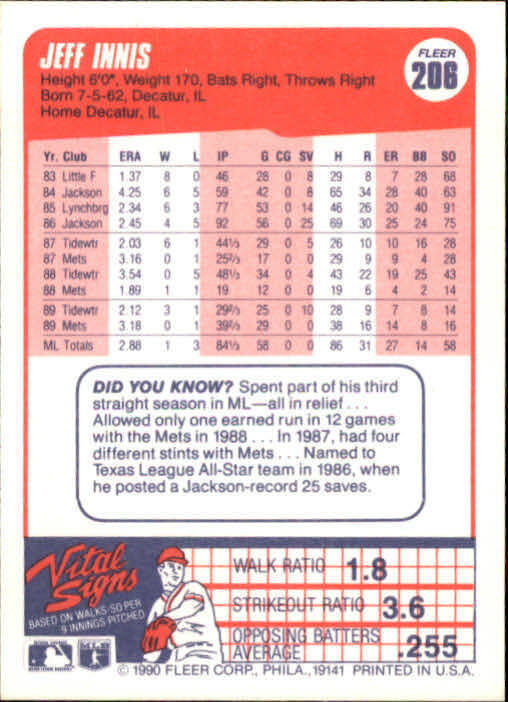 JEFF INNIS
FLEER
206
Height 6'0", Weight 170, Bats Right, Throws Right
Born 7-5-62, Decatur, IL
Home Decatur, IL
Yr. Club ERA W L IP G CG SV H R ER BB SO
83 Little F 1.37 8 0 46 28 0 8 29 8 7 28 68
84 Jackson 4.25 6 5 59 42 0 8 65 34 28 40 63
85 Lynchbrg 2.34 6 3 77 53 0 14 46 26 20 40 91
86 Jackson 2.45 4 5 92 56 0 25 69 30 25 24 75
87 Tidewtr 2.03 6 1 44⅓ 29 0 5 26 10 10 16 28
87 Mets 3.16 0 1 25⅔ 17 0 0 29 9 9 4 28
88 Tidewtr 3.54 0 5 48⅓ 34 0 4 43 22 19 25 43
88 Mets 1.89 1 1 19 12 0 0 19 6 4 2 14
89 Tidewtr 2.12 3 1 29⅔ 25 0 10 28 9 7 8 14
89 Mets 3.18 0 1 39⅔ 29 0 0 38 16 14 8 16
ML Totals 2.88 1 3 84⅓ 58 0 0 86 31 27 14 58
DID YOU KNOW? Spent part of his third
straight season in ML—all in relief . . .
Allowed only one earned run in 12 games
with the Mets in 1988 . . . In 1987, had four
different stints with Mets . . . Named to
Texas League All-Star team in 1986, when
he posted a Jackson-record 25 saves.
Vital
Signs
BASED ON WALKS/SO PER
9 INNINGS PITCHED
WALK RATIO 1.8
STRIKEOUT RATIO 3.6
OPPOSING BATTERS
AVERAGE .255
© 1990 FLEER CORP., PHILA., 19141 PRINTED IN U.S.A.